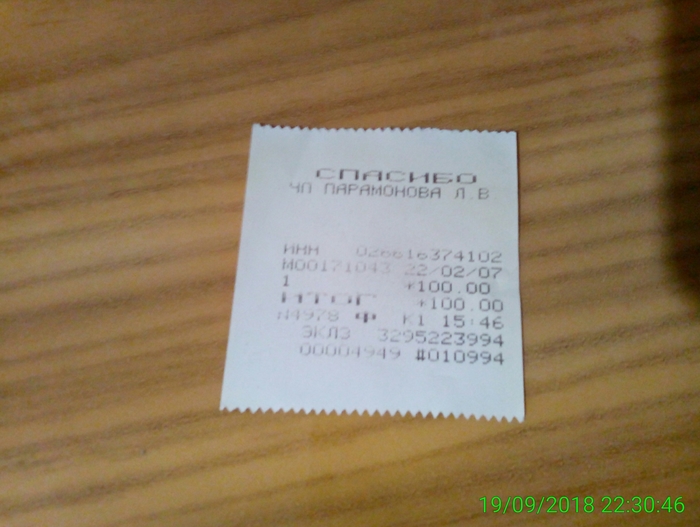 СПАСИБО
ЧП ПАРАМОНОВА Л.В
ИНН 026616374102
М00171043 22/02/07
1 *100.00
ИТОГ *100.00
№4978 Ф К1 15:46
ЭКЛЗ 3295223994
00004949 #010994
19/09/2018 22:30:46